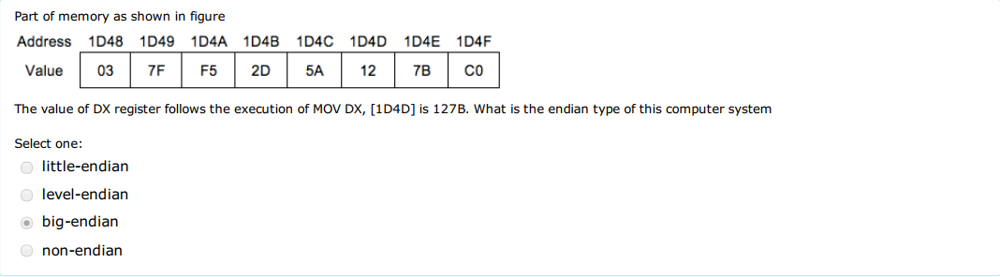 Part of memory as shown in figure
Address 1D48 1D49 1D4A 1D4B 1D4C 1D4D 1D4E 1D4F
Value 03 7F F5 2D 5A 12 7B C0
The value of DX register follows the execution of MOV DX, [1D4D] is 127B. What is the endian type of this computer system
Select one:
little-endian
level-endian
big-endian
non-endian